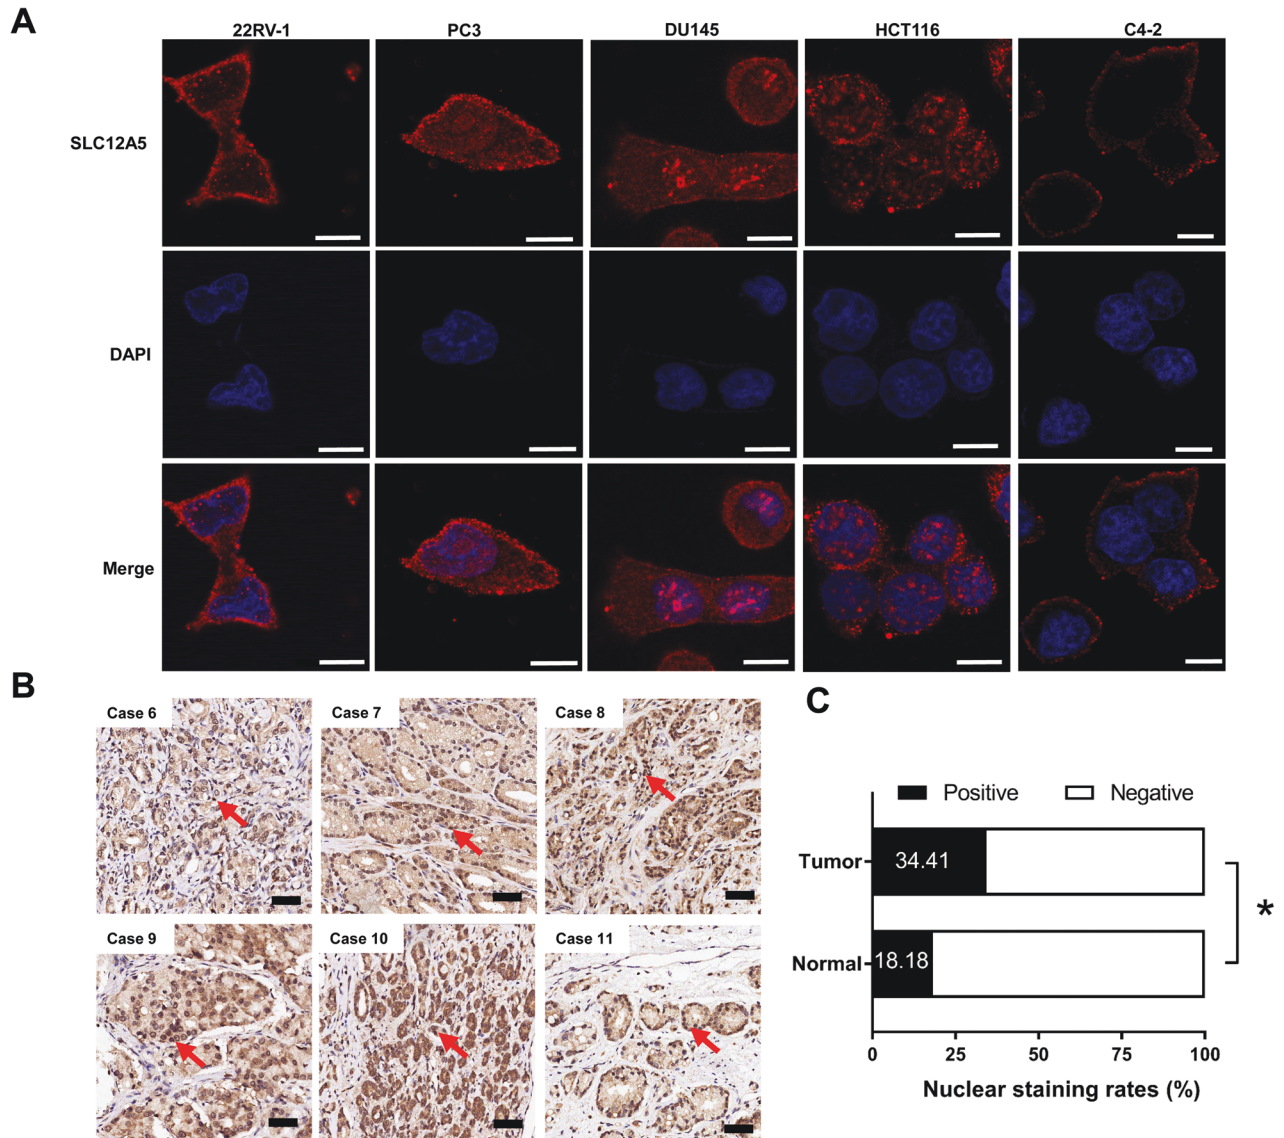 A
22RV-1 PC3 DU145 HCT116 C4-2
SLC12A5
DAPI
Merge
B
Case 6 Case 7 Case 8
Case 9 Case 10 Case 11
C
Positive Negative
Tumor 34.41
*
Normal 18.18
0 25 50 75 100
Nuclear staining rates (%)